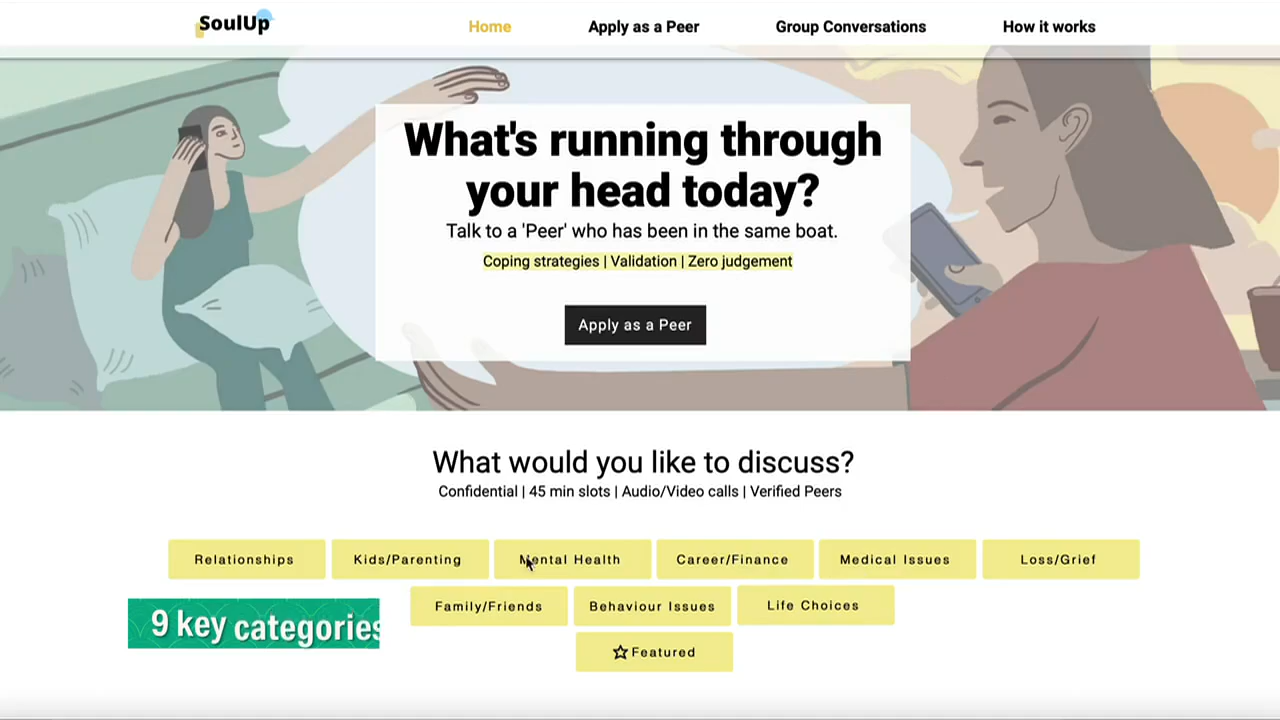 SoulUp
Home
Apply as a Peer
Group Conversations
How it works
What's running through
your head today?
Talk to a 'Peer' who has been in the same boat.
Coping strategies | Validation | Zero judgement
Apply as a Peer
What would you like to discuss?
Confidential | 45 min slots | Audio/Video calls | Verified Peers
Relationships
Kids/Parenting
Mental Health
Career/Finance
Medical Issues
Loss/Grief
Family/Friends
Behaviour Issues
Life Choices
9 key categories
Featured